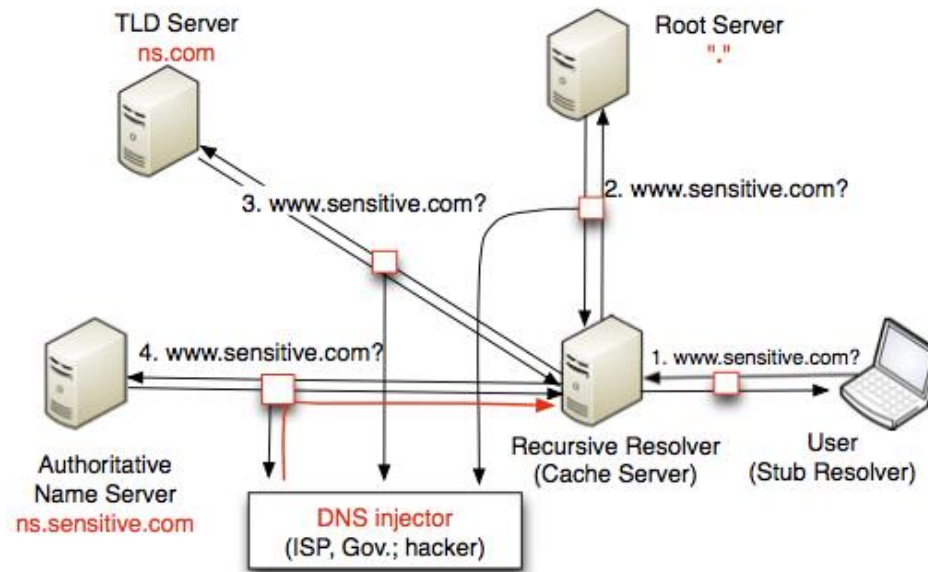 TLD Server
ns.com
Root Server
"."
3. www.sensitive.com?
2. www.sensitive.com?
4. www.sensitive.com?
1. www.sensitive.com?
Authoritative
Name Server
ns.sensitive.com
Recursive Resolver
(Cache Server)
User
(Stub Resolver)
DNS injector
(ISP, Gov.; hacker)